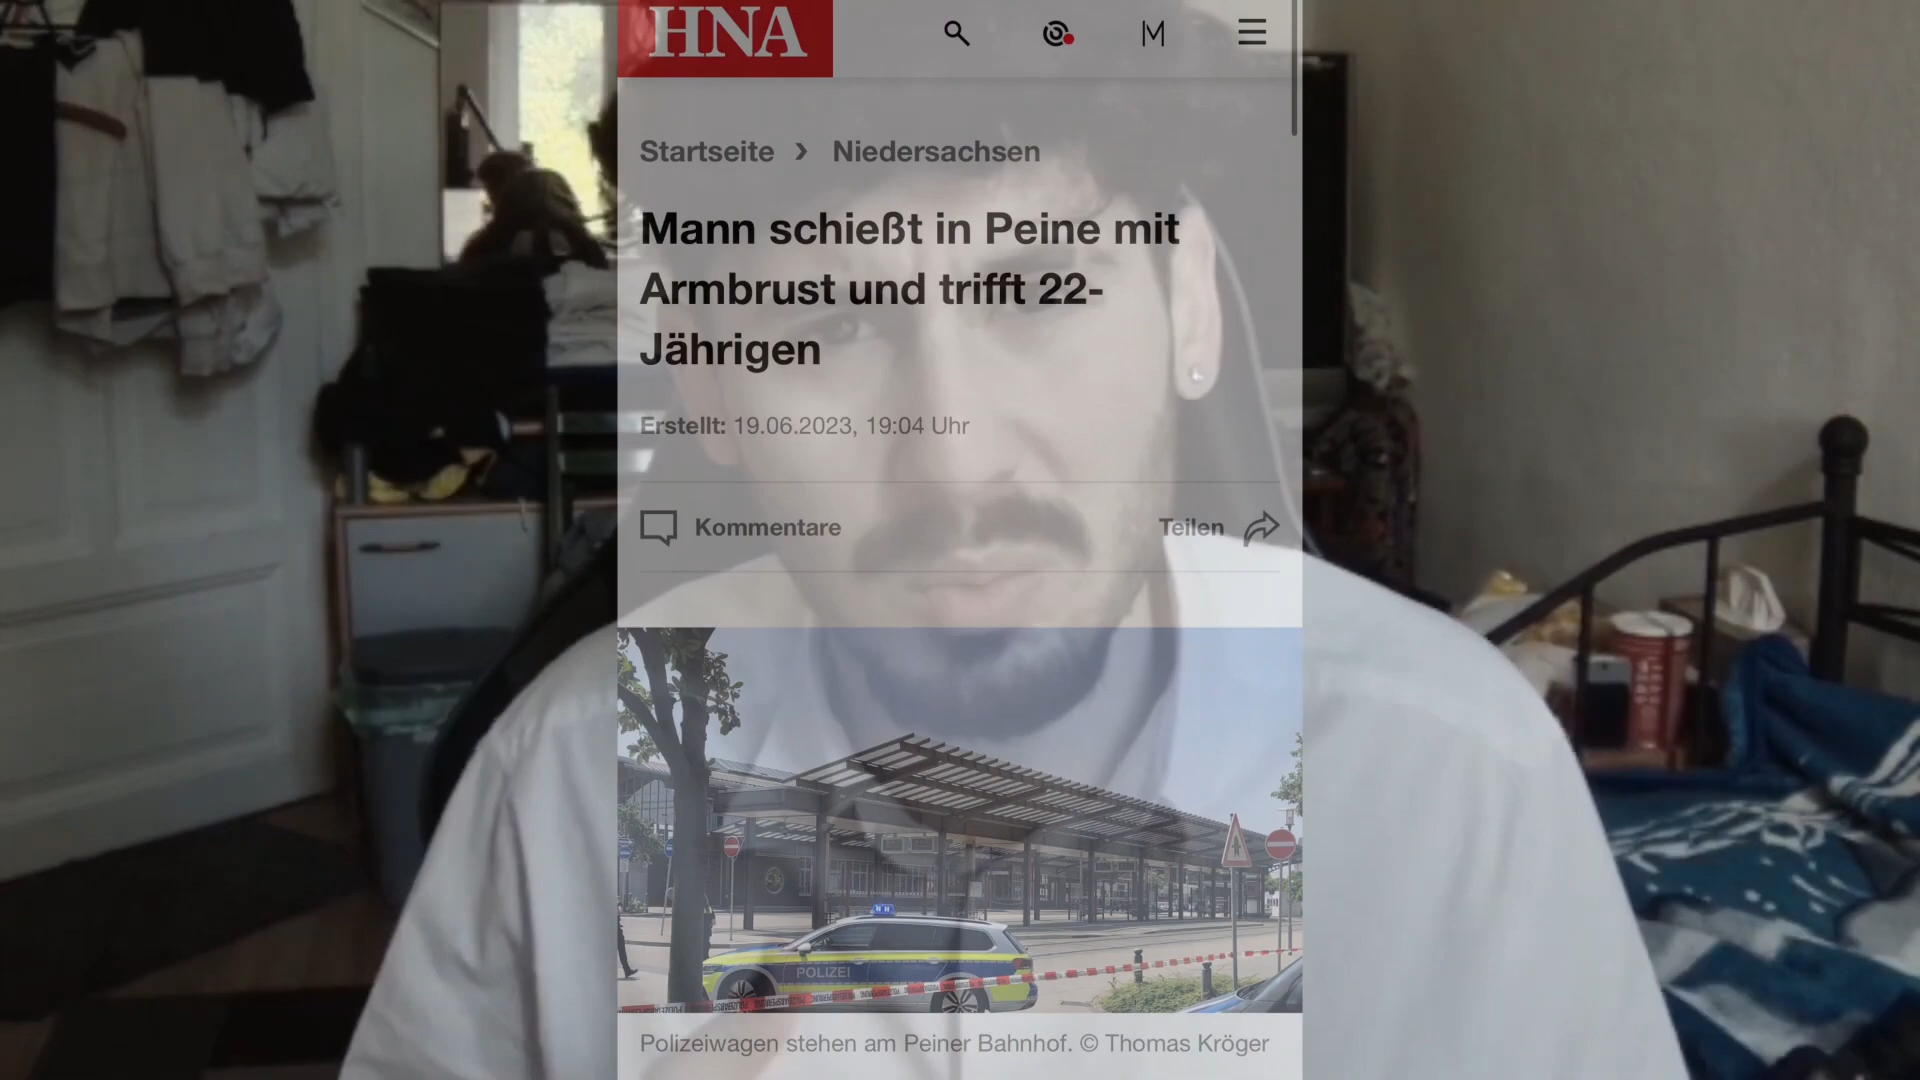 HNA
Startseite › Niedersachsen
Mann schießt in Peine mit
Armbrust und trifft 22-
Jährigen
Erstellt: 19.06.2023, 19:04 Uhr
Kommentare
Teilen
POLIZEI
Polizeiwagen stehen am Peiner Bahnhof. © Thomas Kröger